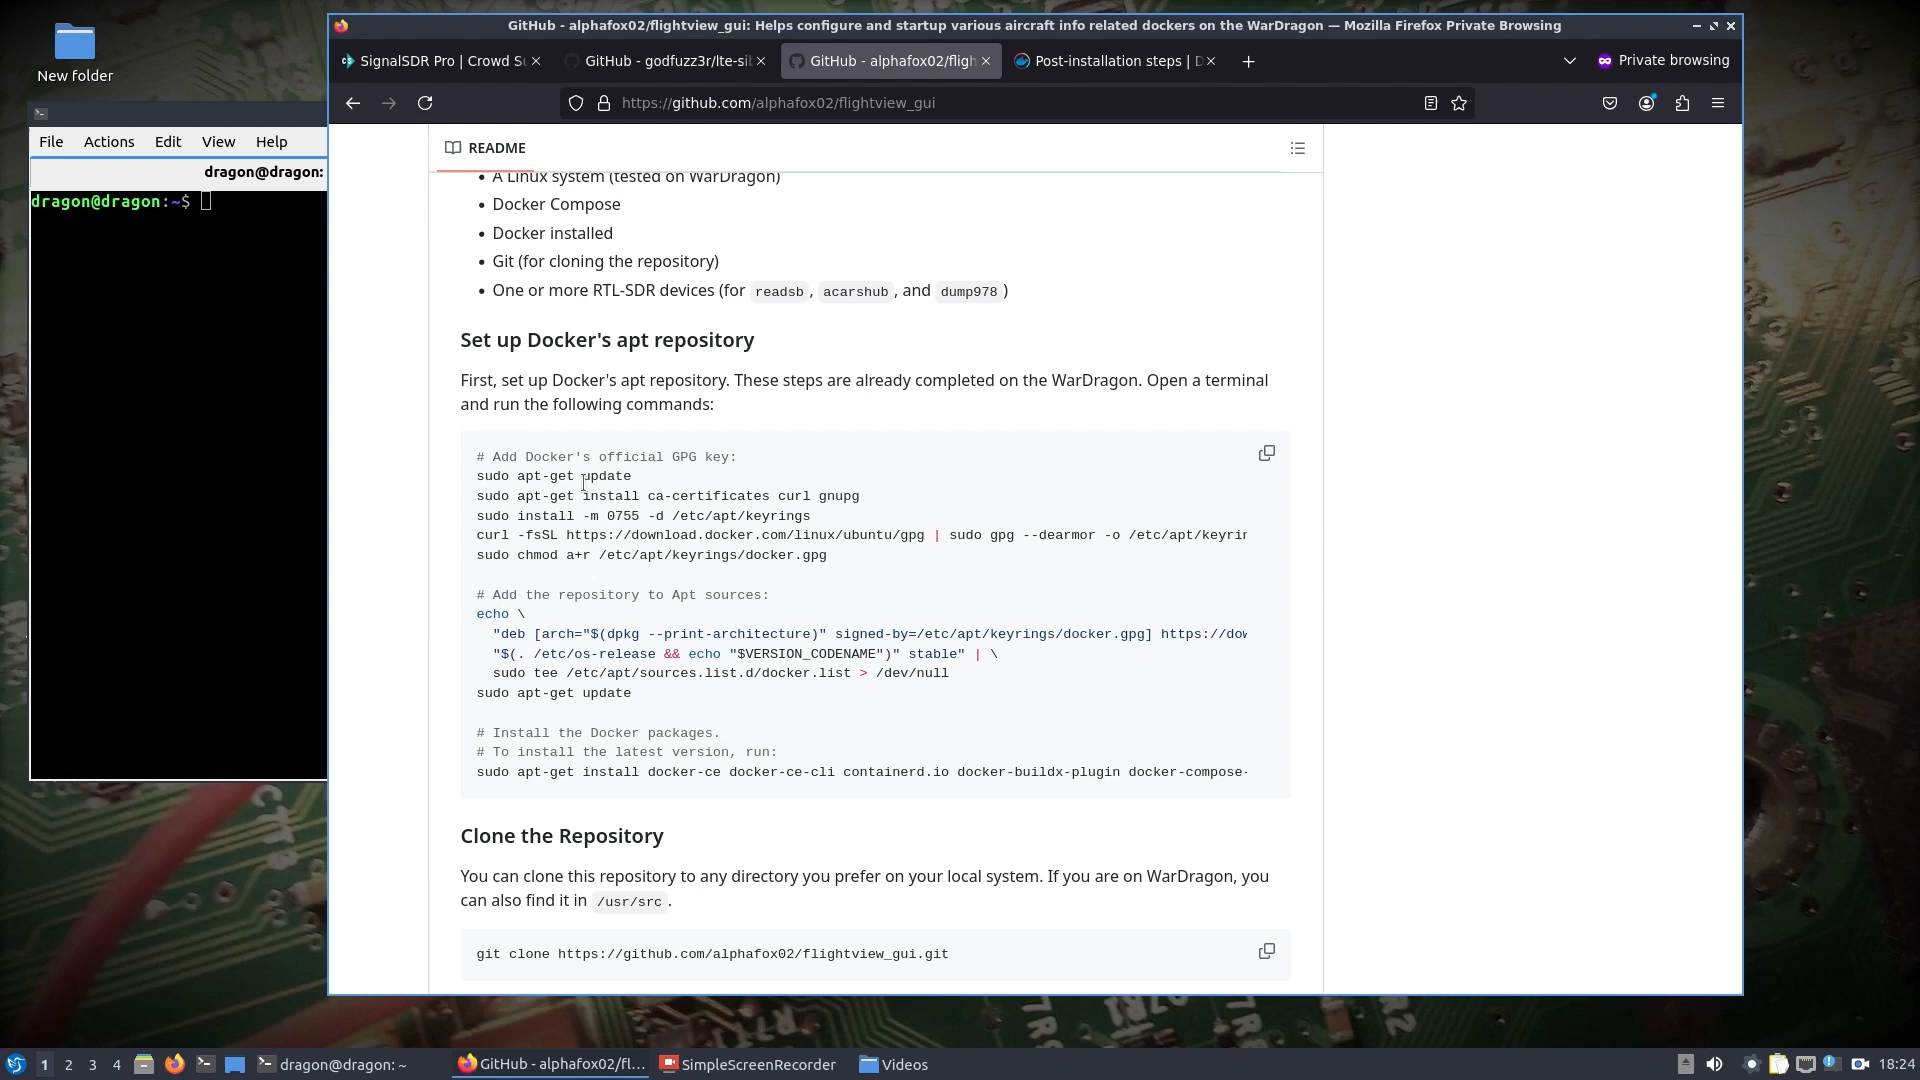 New folder
GitHub - alphafox02/flightview_gui: Helps configure and startup various aircraft info related dockers on the WarDragon — Mozilla Firefox Private Browsing
SignalSDR Pro | Crowd Su
GitHub - godfuzz3r/lte-sib
GitHub - alphafox02/fligh
Post-installation steps | D
Private browsing
https://github.com/alphafox02/flightview_gui
File Actions Edit View Help
dragon@dragon:
dragon@dragon:~$
README
A Linux system (tested on WarDragon)
Docker Compose
Docker installed
Git (for cloning the repository)
One or more RTL-SDR devices (for readsb, acarshub, and dump978)
Set up Docker's apt repository
First, set up Docker's apt repository. These steps are already completed on the WarDragon. Open a terminal
and run the following commands:
# Add Docker's official GPG key:
sudo apt-get update
sudo apt-get install ca-certificates curl gnupg
sudo install -m 0755 -d /etc/apt/keyrings
curl -fsSL https://download.docker.com/linux/ubuntu/gpg | sudo gpg --dearmor -o /etc/apt/keyrin
sudo chmod a+r /etc/apt/keyrings/docker.gpg
# Add the repository to Apt sources:
echo \
"deb [arch="$(dpkg --print-architecture)" signed-by=/etc/apt/keyrings/docker.gpg] https://dow
"$(. /etc/os-release && echo "$VERSION_CODENAME")" stable" | \
sudo tee /etc/apt/sources.list.d/docker.list > /dev/null
sudo apt-get update
# Install the Docker packages.
# To install the latest version, run:
sudo apt-get install docker-ce docker-ce-cli containerd.io docker-buildx-plugin docker-compose-
Clone the Repository
You can clone this repository to any directory you prefer on your local system. If you are on WarDragon, you
can also find it in /usr/src.
git clone https://github.com/alphafox02/flightview_gui.git
1 2 3 4
dragon@dragon: ~
GitHub - alphafox02/fl...
SimpleScreenRecorder
Videos
18:24